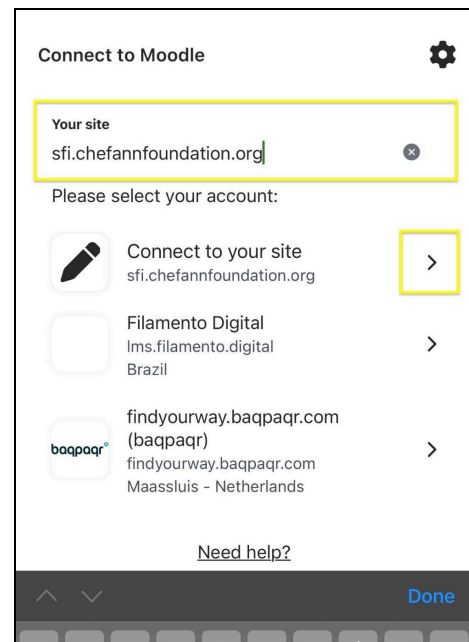 Connect to Moodle
Your site
sfi.chefannfoundation.org
Please select your account:
Connect to your site
sfi.chefannfoundation.org
Filamento Digital
lms.filamento.digital
Brazil
findyourway.baqpaqr.com
(baqpaqr)
baqpaqr°
findyourway.baqpaqr.com
Maassluis - Netherlands
Need help?
Done